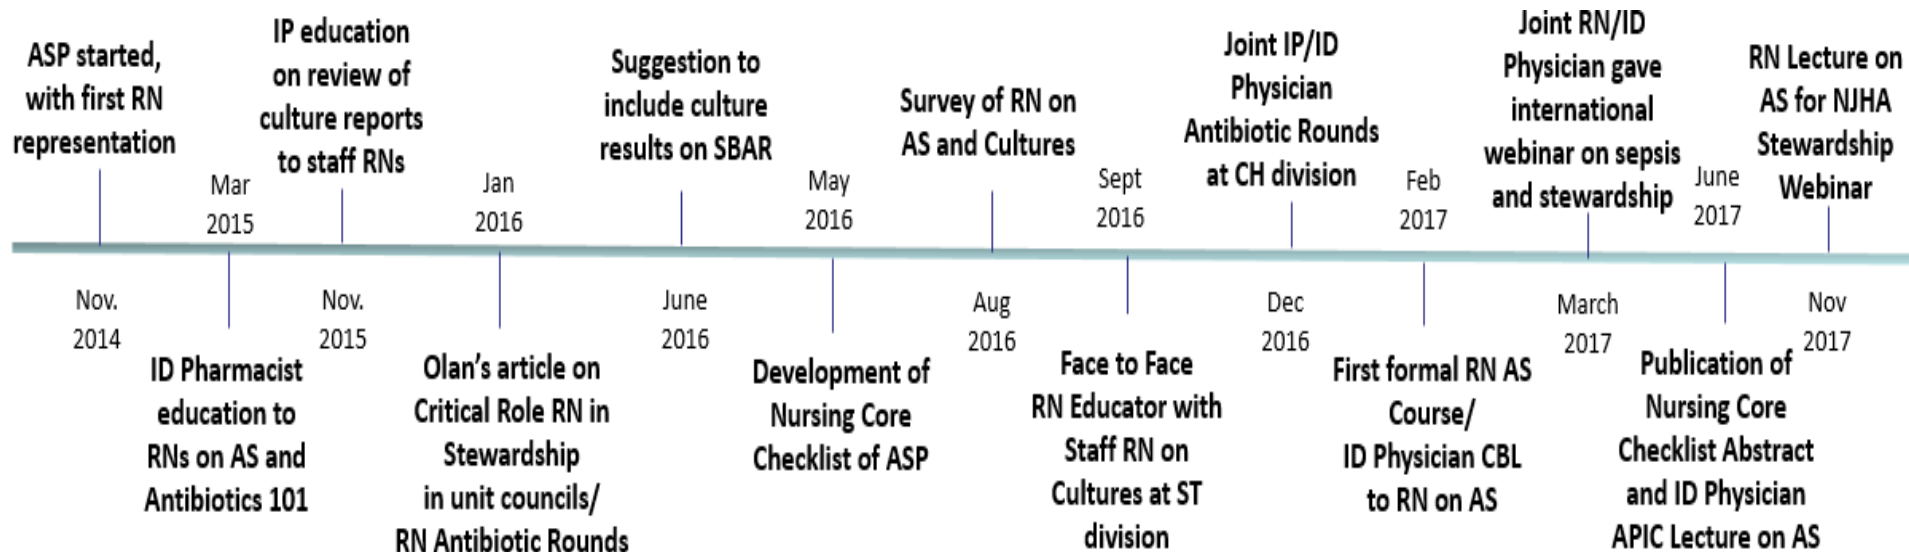 ASP started,
with first RN
representation
Nov.
2014
Mar
2015
ID Pharmacist
education to
RNs on AS and
Antibiotics 101
IP education
on review of
culture reports
to staff RNs
Nov.
2015
Jan
2016
Olan’s article on
Critical Role RN in
Stewardship
in unit councils/
RN Antibiotic Rounds
Suggestion to
include culture
results on SBAR
June
2016
May
2016
Development of
Nursing Core
Checklist of ASP
Survey of RN on
AS and Cultures
Aug
2016
Sept
2016
Face to Face
RN Educator with
Staff RN on
Cultures at ST
division
Joint IP/ID
Physician
Antibiotic Rounds
at CH division
Dec
2016
Feb
2017
First formal RN AS
Course/
ID Physician CBL
to RN on AS
Joint RN/ID
Physician gave
international
webinar on sepsis
and stewardship
March
2017
June
2017
Publication of
Nursing Core
Checklist Abstract
and ID Physician
APIC Lecture on AS
RN Lecture on
AS for NJHA
Stewardship
Webinar
Nov
2017